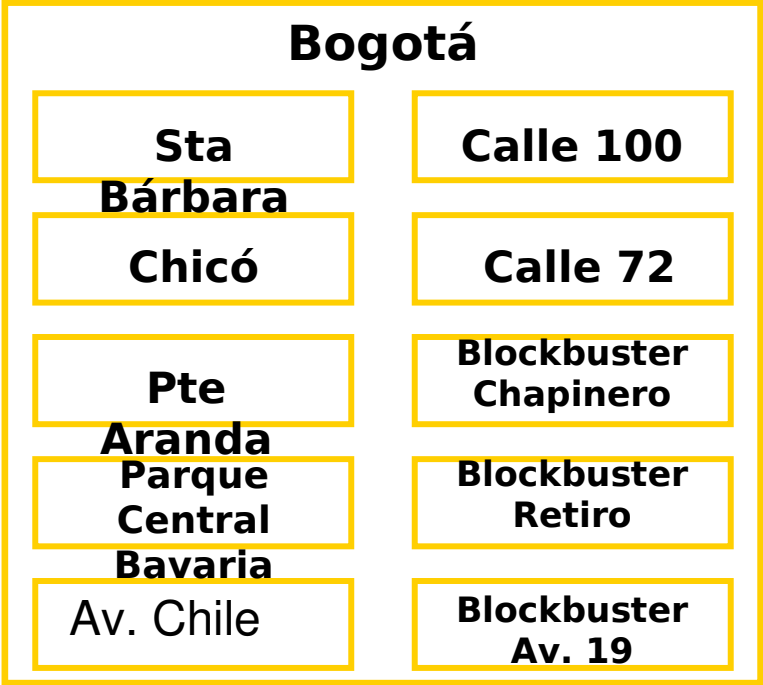 Bogotá
Sta
Bárbara
Calle 100
Chicó
Calle 72
Pte
Aranda
Blockbuster
Chapinero
Parque
Central
Bavaria
Blockbuster
Retiro
Av. Chile
Blockbuster
Av. 19